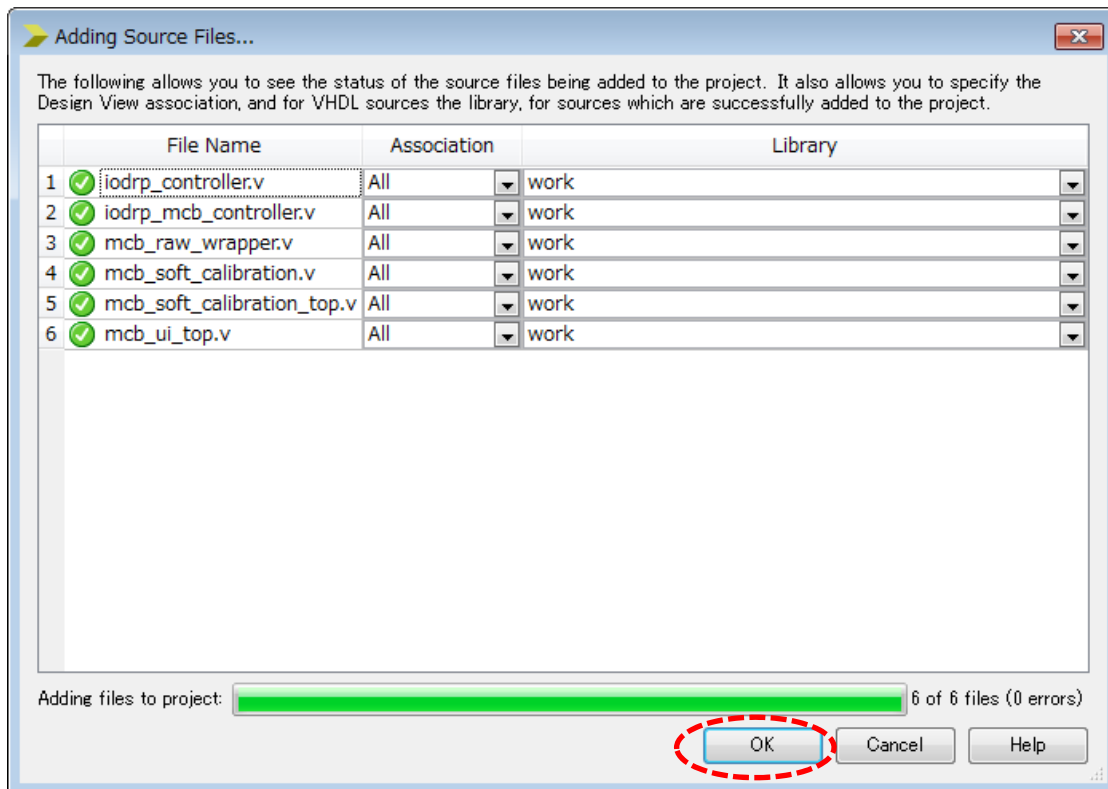 Adding Source Files...
The following allows you to see the status of the source files being added to the project. It also allows you to specify the
Design View association, and for VHDL sources the library, for sources which are successfully added to the project.
File Name Association Library
1 iodrp_controller.v All work
2 iodrp_mcb_controller.v All work
3 mcb_raw_wrapper.v All work
4 mcb_soft_calibration.v All work
5 mcb_soft_calibration_top.v All work
6 mcb_ui_top.v All work
Adding files to project: 6 of 6 files (0 errors)
OK Cancel Help